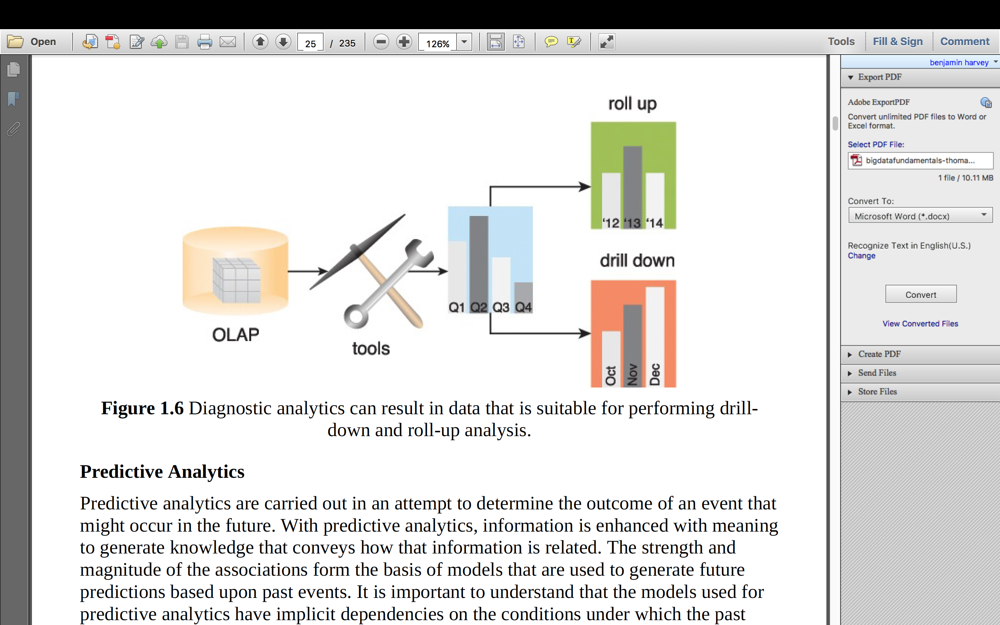 Open
25 / 235
126%
Tools
Fill & Sign
Comment
benjamin harvey
Export PDF
Adobe ExportPDF
Convert unlimited PDF files to Word or
Excel format.
Select PDF File:
bigdatafundamentals-thoma...
1 file / 10.11 MB
Convert To:
Microsoft Word (*.docx)
Recognize Text in English(U.S.)
Change
Convert
View Converted Files
Create PDF
Send Files
Store Files
roll up
‘12 ‘13 ‘14
drill down
Q1 Q2 Q3 Q4
OLAP
tools
Oct Nov Dec
Figure 1.6 Diagnostic analytics can result in data that is suitable for performing drill-
down and roll-up analysis.
Predictive Analytics
Predictive analytics are carried out in an attempt to determine the outcome of an event that
might occur in the future. With predictive analytics, information is enhanced with meaning
to generate knowledge that conveys how that information is related. The strength and
magnitude of the associations form the basis of models that are used to generate future
predictions based upon past events. It is important to understand that the models used for
predictive analytics have implicit dependencies on the conditions under which the past